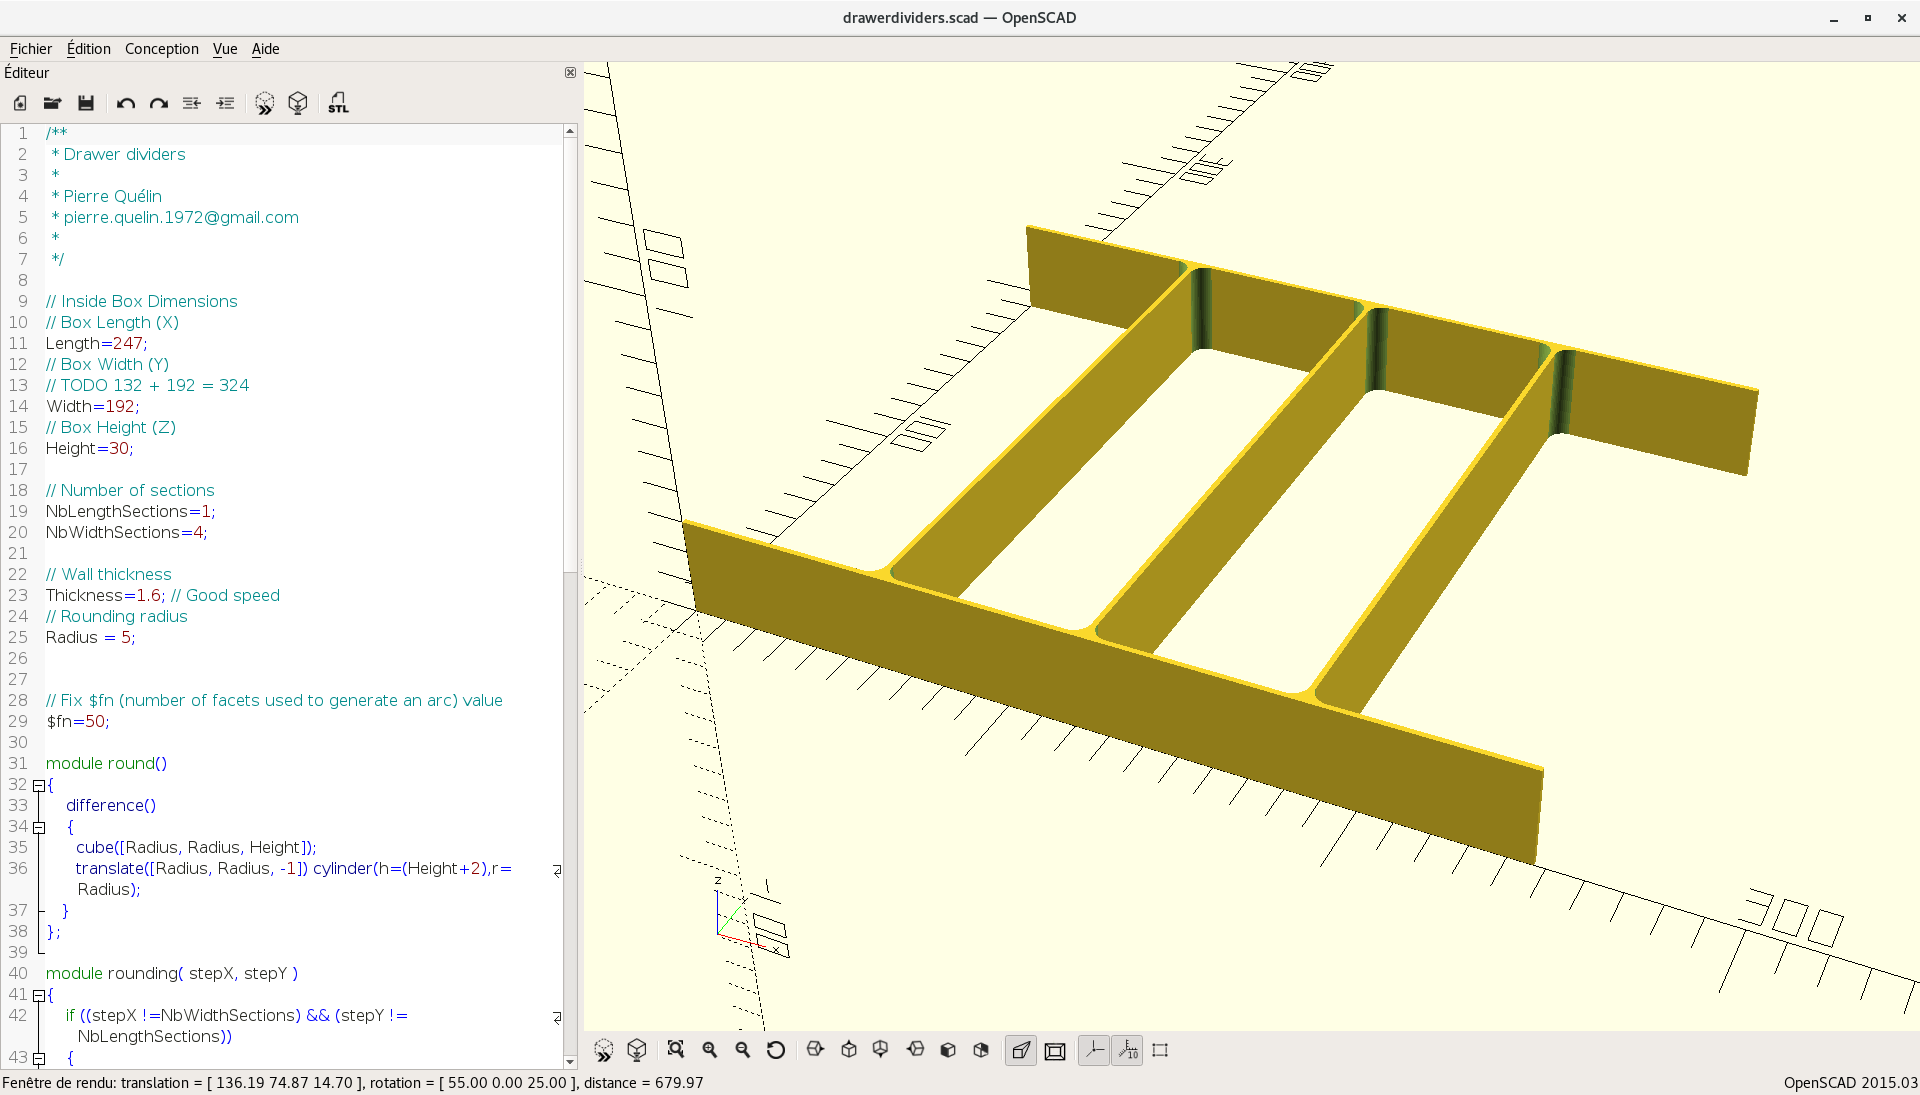 drawerdividers.scad — OpenSCAD
Fichier Édition Conception Vue Aide
Éditeur
STL
1 /**
2 * Drawer dividers
3 *
4 * Pierre Quélin
5 * pierre.quelin.1972@gmail.com
6 *
7 */
8
9 // Inside Box Dimensions
10 // Box Length (X)
11 Length=247;
12 // Box Width (Y)
13 // TODO 132 + 192 = 324
14 Width=192;
15 // Box Height (Z)
16 Height=30;
17
18 // Number of sections
19 NbLengthSections=1;
20 NbWidthSections=4;
21
22 // Wall thickness
23 Thickness=1.6; // Good speed
24 // Rounding radius
25 Radius = 5;
26
27
28 // Fix $fn (number of facets used to generate an arc) value
29 $fn=50;
30
31 module round()
32 {
33 difference()
34 {
35 cube([Radius, Radius, Height]);
36 translate([Radius, Radius, -1]) cylinder(h=(Height+2),r=
Radius);
37 }
38 };
39
40 module rounding( stepX, stepY )
41 {
42 if ((stepX !=NbWidthSections) && (stepY !=
NbLengthSections))
43 {
300
z
x
10
Fenêtre de rendu: translation = [ 136.19 74.87 14.70 ], rotation = [ 55.00 0.00 25.00 ], distance = 679.97
OpenSCAD 2015.03